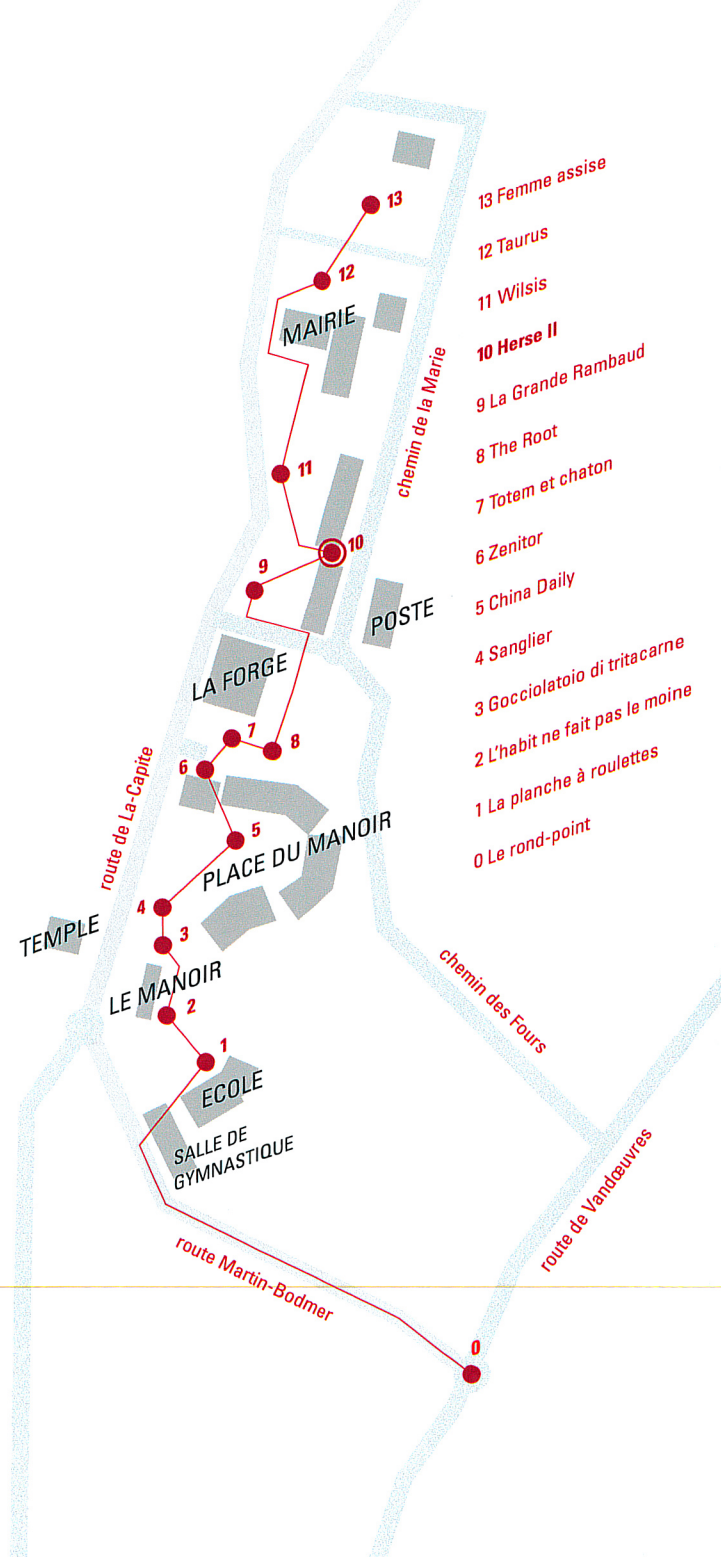 13
13 Femme assise
12
12 Taurus
11 Wilsis
MAIRIE
10 Herse II
chemin de la Marie
9 La Grande Rambaud
8 The Root
11
7 Totem et chaton
10
6 Zenitor
9
5 China Daily
POSTE
4 Sanglier
LA FORGE
3 Gocciolatoio di tritacarne
7
8
2 L'habit ne fait pas le moine
6
1 La planche à roulettes
route de La-Capite
5
0 Le rond-point
PLACE DU MANOIR
4
TEMPLE
3
LE MANOIR
2
chemin des Fours
1
ECOLE
SALLE DE
GYMNASTIQUE
route de Vandœuvres
route Martin-Bodmer
0